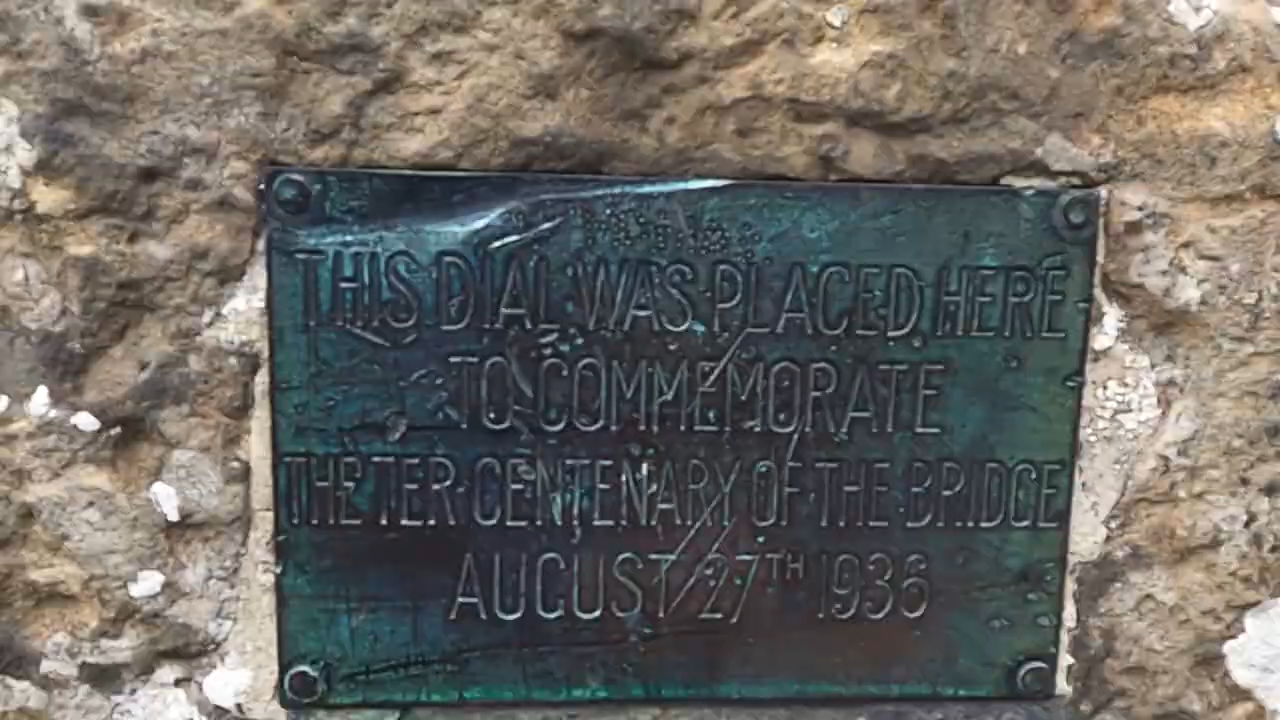 THIS DIAL WAS PLACED HERE
TO COMMEMORATE
THE TER-CENTENARY OF THE BRIDGE
AUGUST 27TH 1936